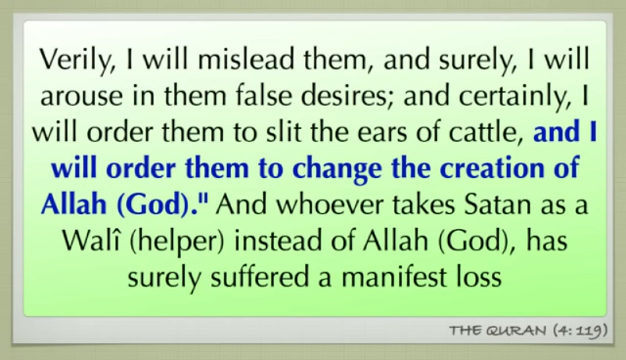 Verily, I will mislead them, and surely, I will
arouse in them false desires; and certainly, I
will order them to slit the ears of cattle, and I
will order them to change the creation of
Allah (God)." And whoever takes Satan as a
Walî (helper) instead of Allah (God), has
surely suffered a manifest loss
THE QURAN (4:119)